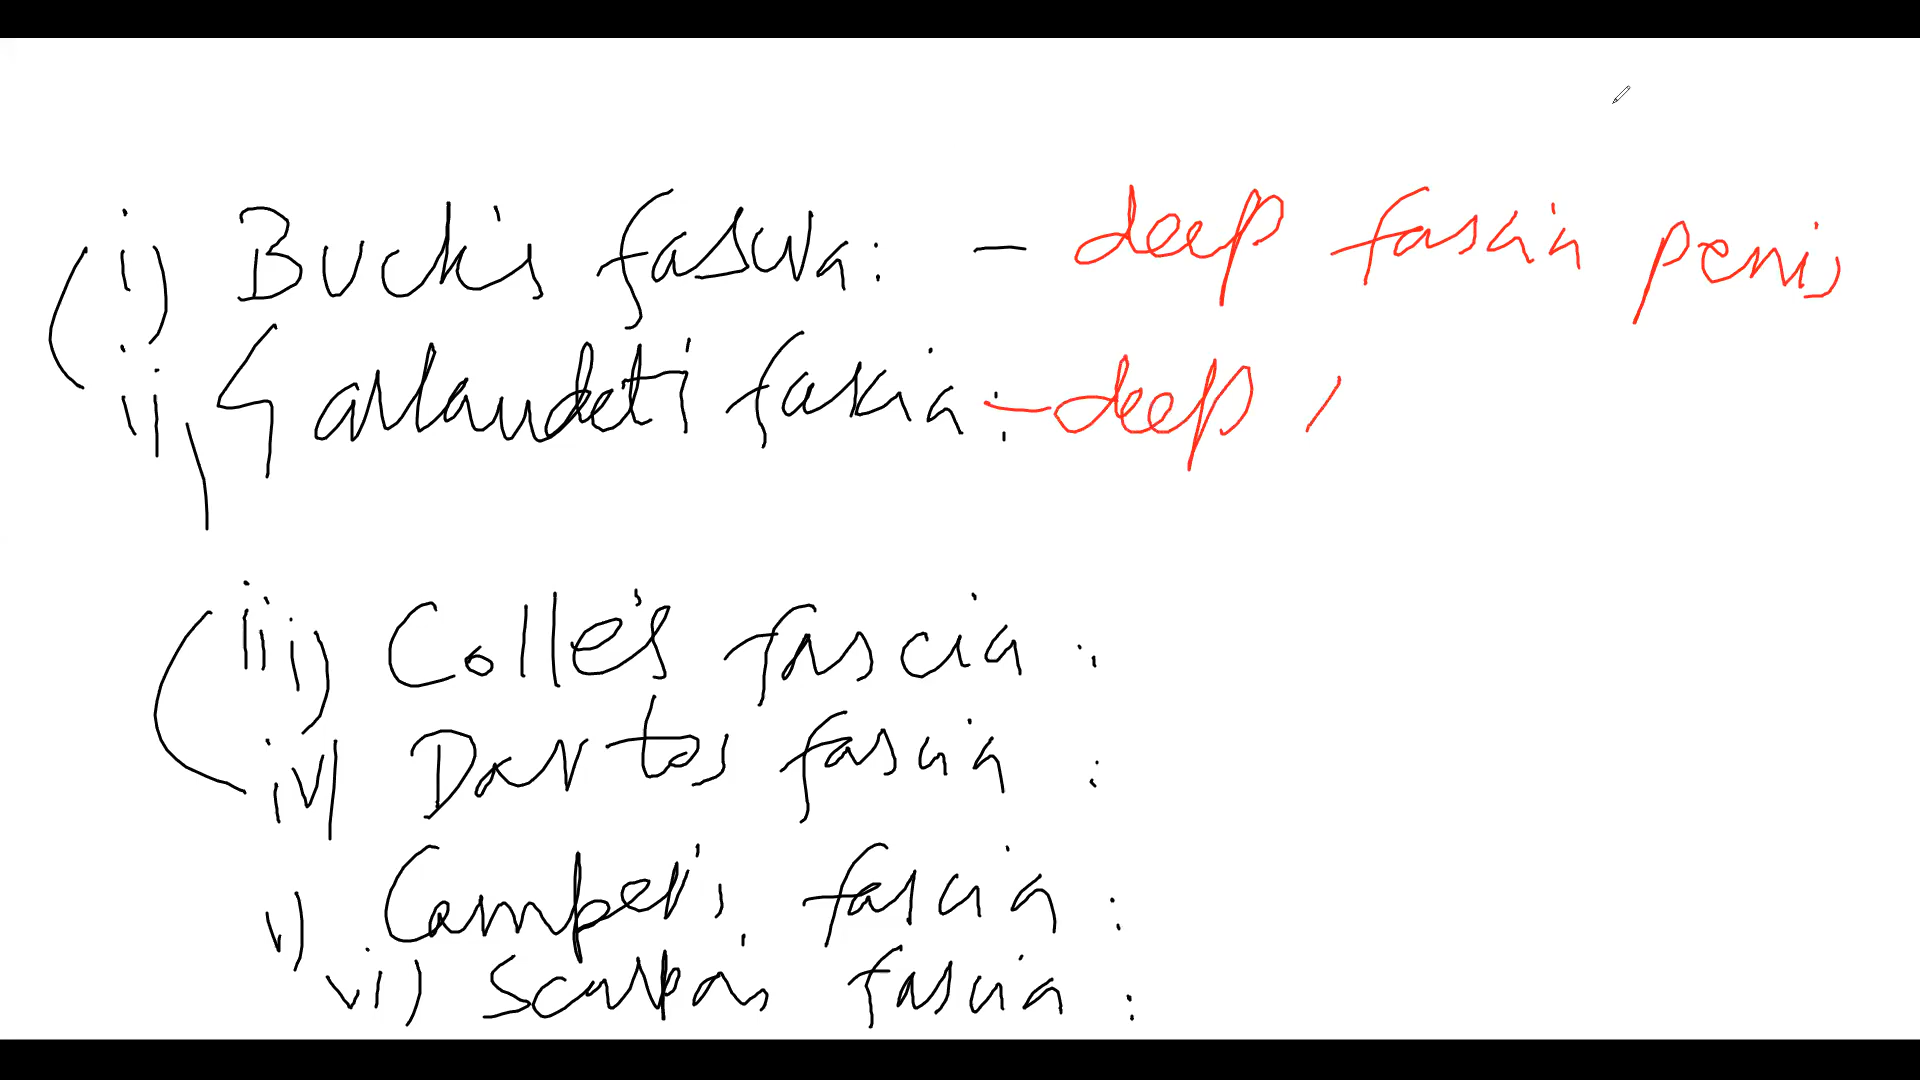 i) Buck's fascia: - deep fascia penis
ii) Gallaudet's fascia: - deep
iii) Colle's fascia:
iv) Dartos fascia:
v) Camper's fascia:
vi) Scarpa's fascia: